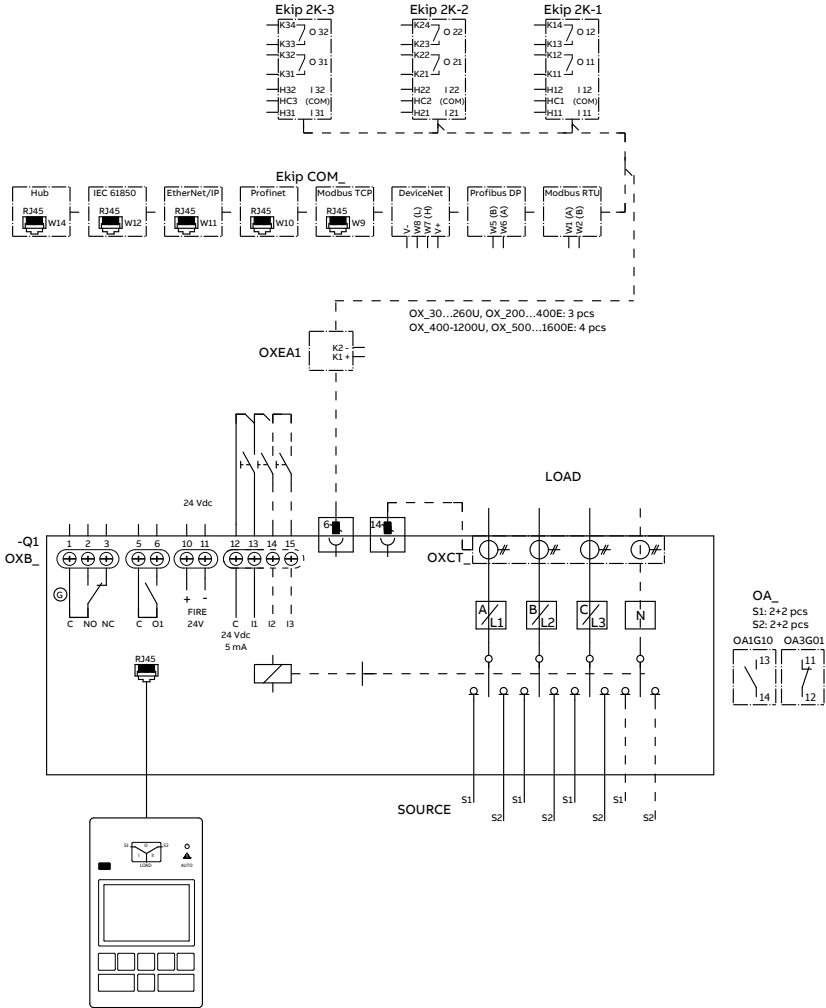 Ekip 2K-3 Ekip 2K-2 Ekip 2K-1
K34 O 32 K24 O 22 K14 O 12
K33 K23 K13
K32 O 31 K22 O 21 K12 O 11
K31 K21 K11
H32 I 32 H22 I 22 H12 I 12
HC3 (COM) HC2 (COM) HC1 (COM)
H31 I 31 H21 I 21 H11 I 11
Ekip COM_
Hub IEC 61850 EtherNet/IP Profinet Modbus TCP DeviceNet Profibus DP Modbus RTU
RJ45 RJ45 RJ45 RJ45 RJ45
W14 W12 W11 W10 W9
V- W8 (L) W7 (H) V+
W5 (B) W6 (A)
W1 (A) W2 (B)
OX_30...260U, OX_200...400E: 3 pcs
OX_400-1200U, OX_500...1600E: 4 pcs
OXEA1
K2 -
K1 +
LOAD
24 Vdc
-Q1
OXB_
1 2 3 5 6 10 11 12 13 14 15
6
14
OXCT_
G
+ -
FIRE
24V
C NO NC C O1 C I1 I2 I3
24 Vdc
5 mA
A L1 B L2 C L3 N
OA_
S1: 2+2 pcs
S2: 2+2 pcs
OA1G10 OA3G01
13 11
14 12
RJ45
SOURCE
S1 S1 S1 S1
S2 S2 S2 S2
S1 O S2
I II
LOAD
AUTO